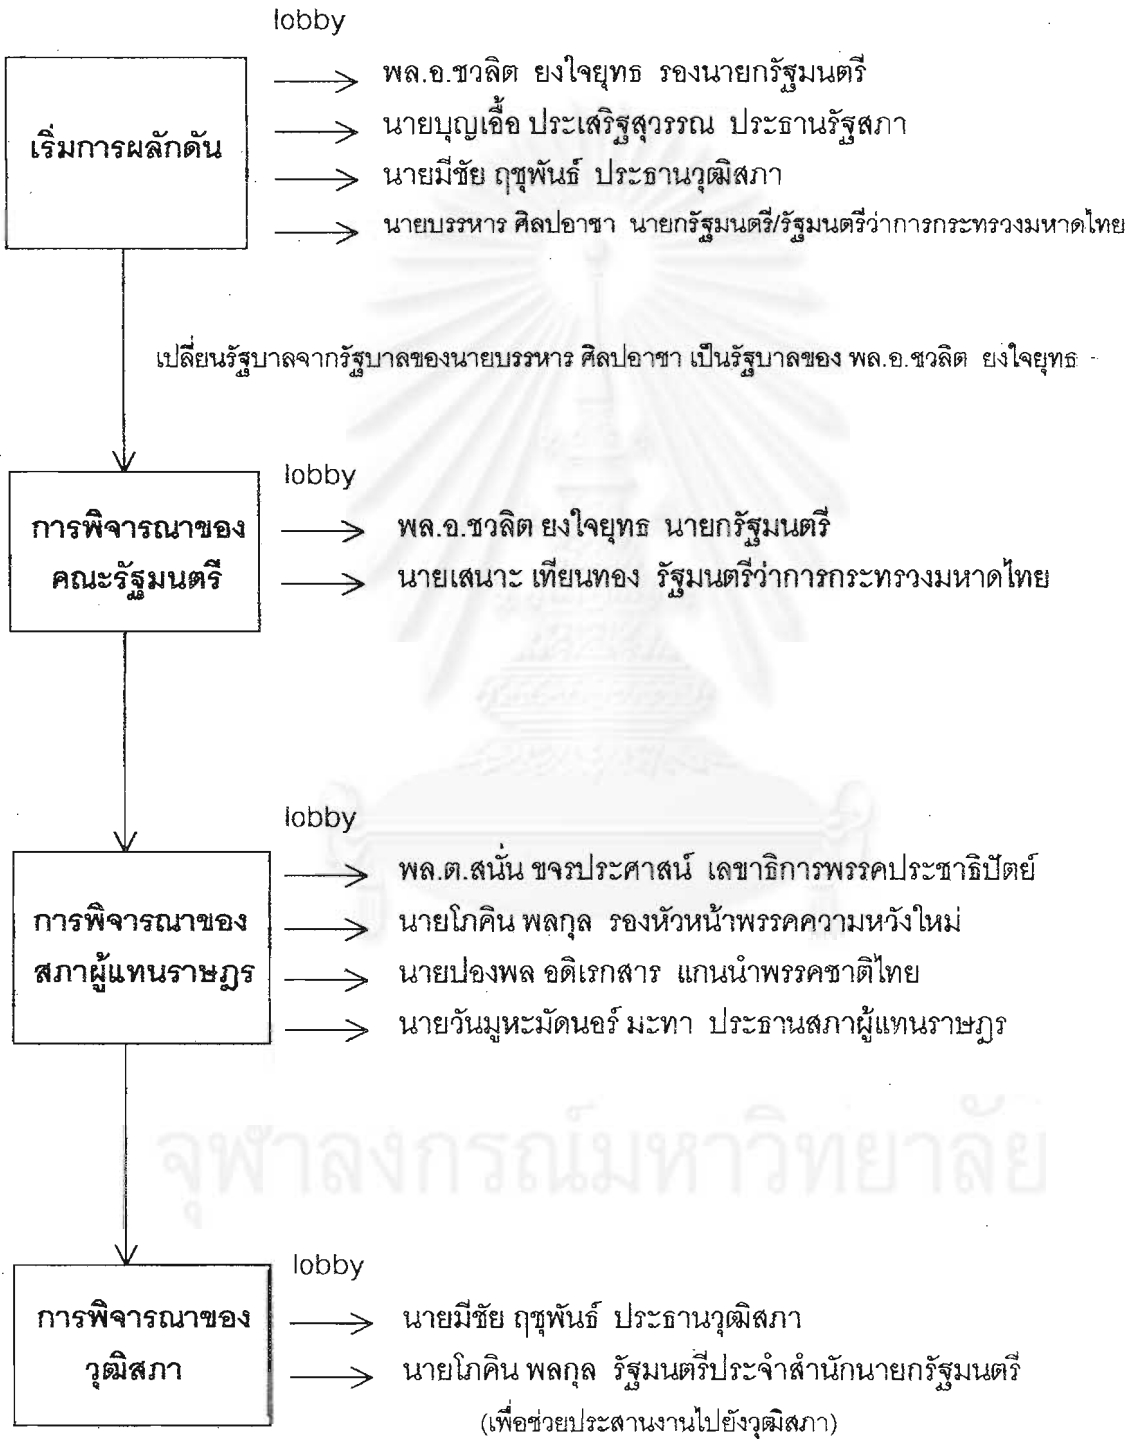 lobby
เริ่มการผลักดัน
พล.อ.ชวลิต ยงใจยุทธ รองนายกรัฐมนตรี
นายบุญเอื้อ ประเสริฐสุวรรณ ประธานรัฐสภา
นายมีชัย ฤชุพันธ์ ประธานวุฒิสภา
นายบรรหาร ศิลปอาชา นายกรัฐมนตรี/รัฐมนตรีว่าการกระทรวงมหาดไทย
เปลี่ยนรัฐบาลจากรัฐบาลของนายบรรหาร ศิลปอาชา เป็นรัฐบาลของ พล.อ.ชวลิต ยงใจยุทธ
lobby
การพิจารณาของ
คณะรัฐมนตรี
พล.อ.ชวลิต ยงใจยุทธ นายกรัฐมนตรี
นายเสนาะ เทียนทอง รัฐมนตรีว่าการกระทรวงมหาดไทย
lobby
การพิจารณาของ
สภาผู้แทนราษฎร
พล.ต.สนั่น ขจรประศาสน์ เลขาธิการพรรคประชาธิปัตย์
นายโภคิน พลกุล รองหัวหน้าพรรคความหวังใหม่
นายปองพล อดิเรกสาร แกนนำพรรคชาติไทย
นายวันมูหะมัดนอร์ มะทา ประธานสภาผู้แทนราษฎร
จุฬาลงกรณ์มหาวิทยาลัย
lobby
การพิจารณาของ
วุฒิสภา
นายมีชัย ฤชุพันธ์ ประธานวุฒิสภา
นายโภคิน พลกุล รัฐมนตรีประจำสำนักนายกรัฐมนตรี
(เพื่อช่วยประสานงานไปยังวุฒิสภา)